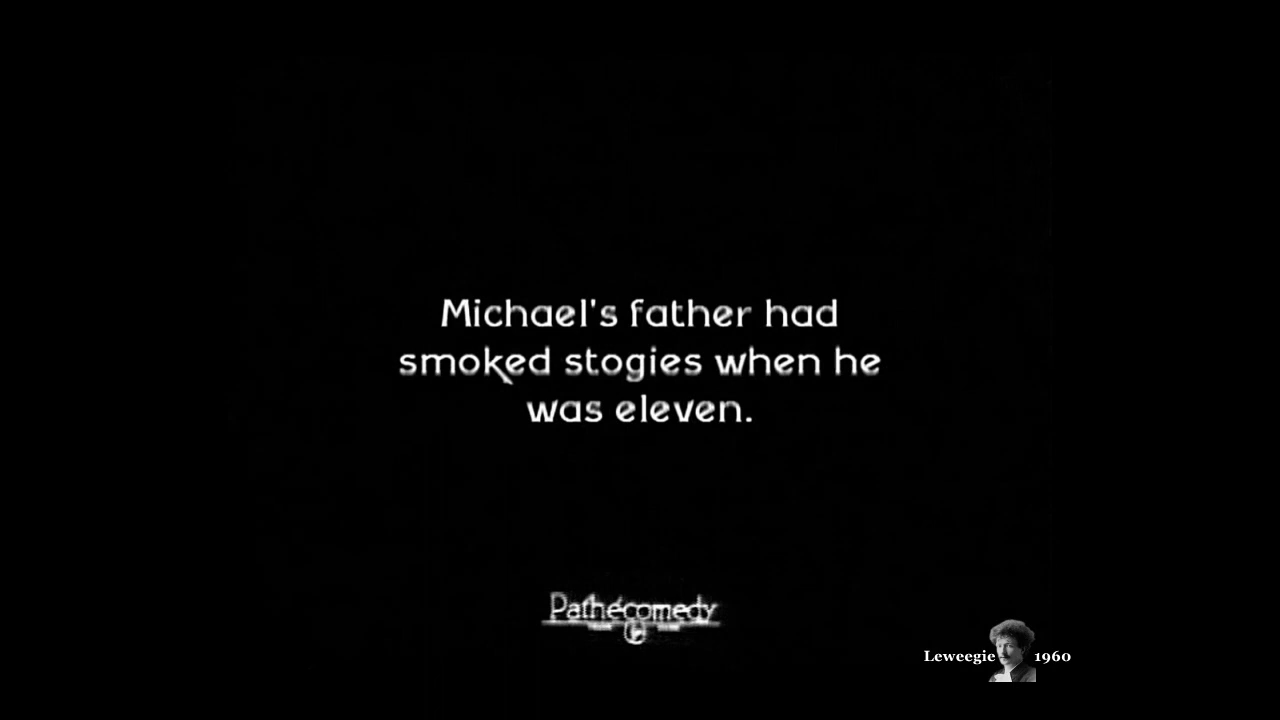 Michael's father had
smoked stogies when he
was eleven.
Pathécomedy
Leweegie 1960